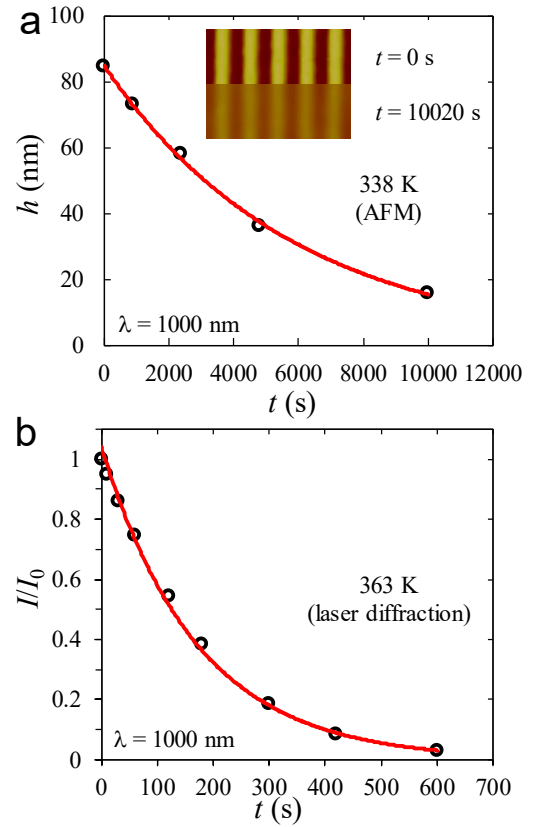 a
100
80
60
40
20
0
h (nm)
t = 0 s
t = 10020 s
338 K
(AFM)
λ = 1000 nm
0 2000 4000 6000 8000 10000 12000
t (s)
b
1
0.8
0.6
0.4
0.2
0
I/I₀
363 K
(laser diffraction)
λ = 1000 nm
0 100 200 300 400 500 600 700
t (s)